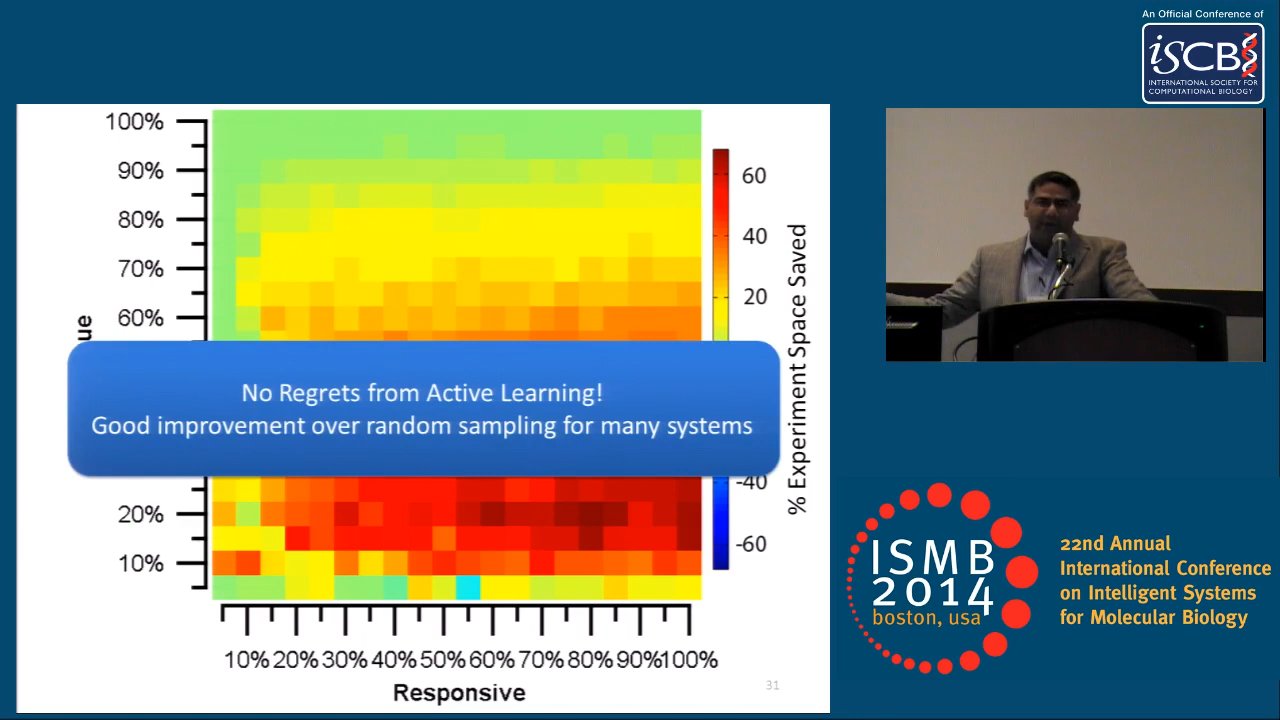 An Official Conference of
iSCB
INTERNATIONAL SOCIETY FOR
COMPUTATIONAL BIOLOGY
100%
90%
80%
70%
60%
20%
10%
ue
60
40
20
-40
-60
% Experiment Space Saved
No Regrets from Active Learning!
Good improvement over random sampling for many systems
10% 20% 30% 40% 50% 60% 70% 80% 90% 100%
Responsive
31
ISMB
2014
boston, usa
22nd Annual
International Conference
on Intelligent Systems
for Molecular Biology